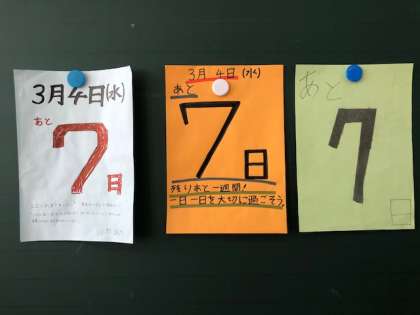 3月4日(水)
あと
7
日
3月 4日 (水)
あと
7日
残りあと一週間!
一日一日を大切に過ごそう
あと
7